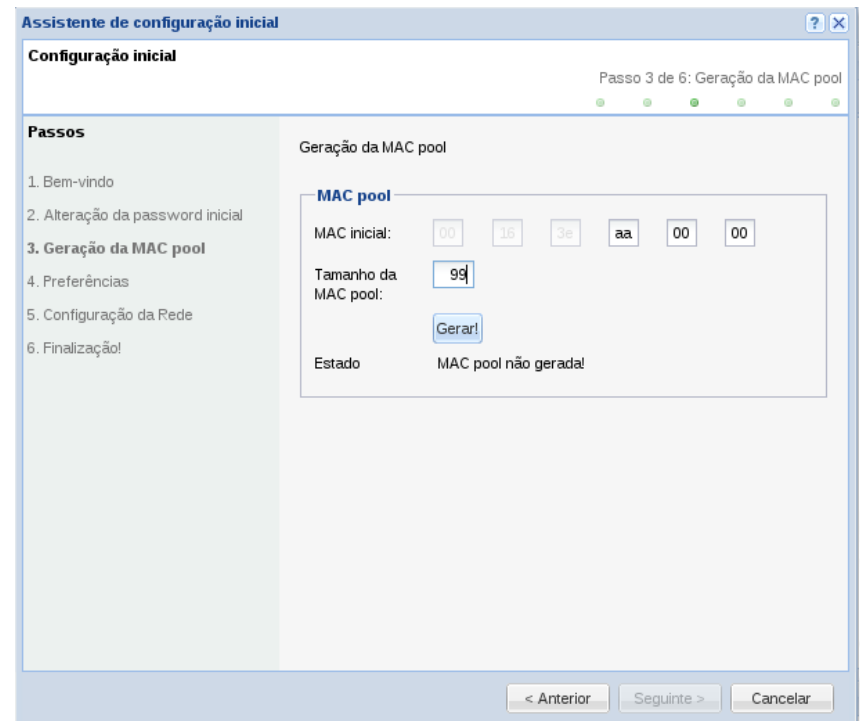 Assistente de configuração inicial
Configuração inicial
Passo 3 de 6: Geração da MAC pool
Passos
1. Bem-vindo
2. Alteração da password inicial
3. Geração da MAC pool
4. Preferências
5. Configuração da Rede
6. Finalização!
Geração da MAC pool
MAC pool
MAC inicial: 00 16 3e aa 00 00
Tamanho da 99
MAC pool:
Gerar!
Estado MAC pool não gerada!
< Anterior Seguinte > Cancelar